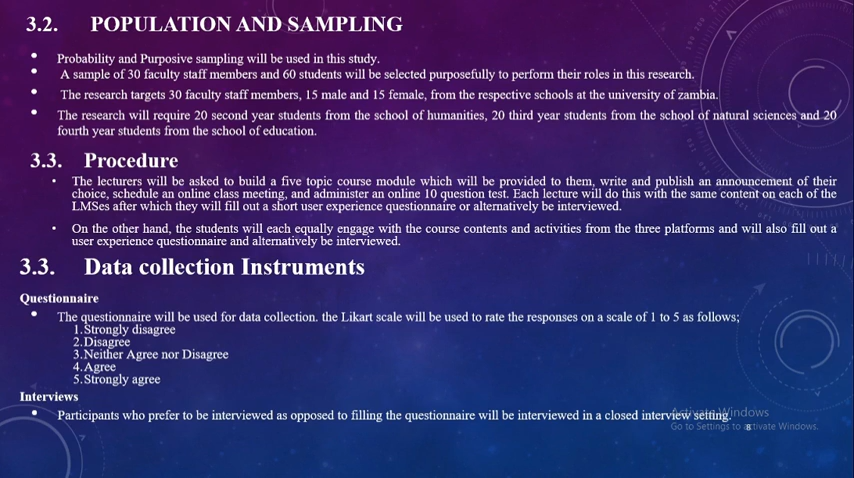 3.2. POPULATION AND SAMPLING
• Probability and Purposive sampling will be used in this study.
• A sample of 30 faculty staff members and 60 students will be selected purposefully to perform their roles in this research.
• The research targets 30 faculty staff members, 15 male and 15 female, from the respective schools at the university of zambia.
• The research will require 20 second year students from the school of humanities, 20 third year students from the school of natural sciences and 20
fourth year students from the school of education.
3.3. Procedure
• The lecturers will be asked to build a five topic course module which will be provided to them, write and publish an announcement of their
choice, schedule an online class meeting, and administer an online 10 question test. Each lecture will do this with the same content on each of the
LMSes after which they will fill out a short user experience questionnaire or alternatively be interviewed.
• On the other hand, the students will each equally engage with the course contents and activities from the three platforms and will also fill out a
user experience questionnaire and alternatively be interviewed.
3.3. Data collection Instruments
Questionnaire
• The questionnaire will be used for data collection. the Likart scale will be used to rate the responses on a scale of 1 to 5 as follows;
1.Strongly disagree
2.Disagree
3.Neither Agree nor Disagree
4.Agree
5.Strongly agree
Interviews
• Participants who prefer to be interviewed as opposed to filling the questionnaire will be interviewed in a closed interview setting.
Activate Windows
Go to Settings to activate Windows.
8